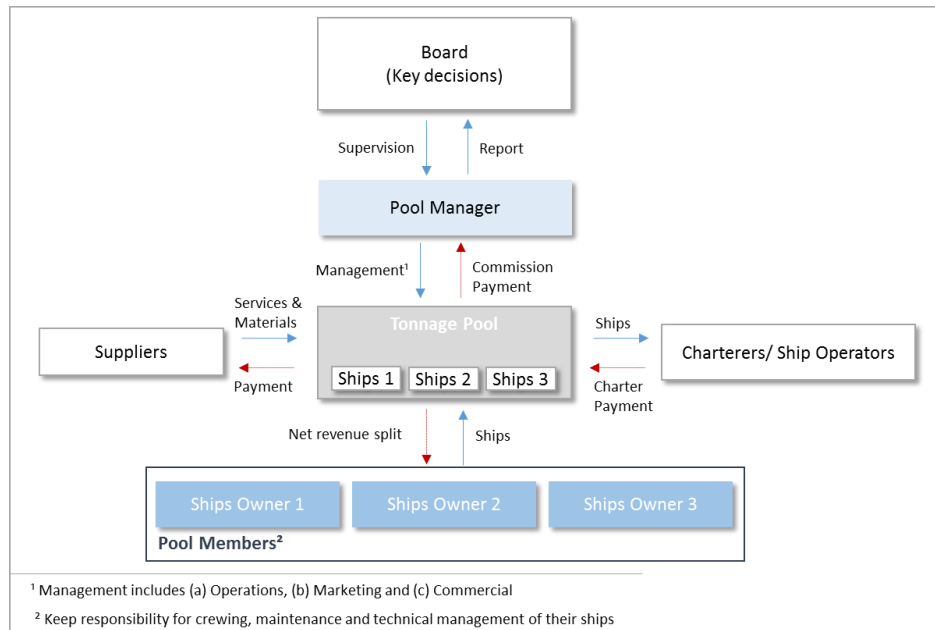 Board
(Key decisions)
Supervision
Report
Pool Manager
Management¹
Commission
Payment
Services &
Materials
Tonnage Pool
Ships
Suppliers
Charterers/ Ship Operators
Ships 1
Ships 2
Ships 3
Payment
Charter
Payment
Net revenue split
Ships
Ships Owner 1
Ships Owner 2
Ships Owner 3
Pool Members²
¹ Management includes (a) Operations, (b) Marketing and (c) Commercial
² Keep responsibility for crewing, maintenance and technical management of their ships